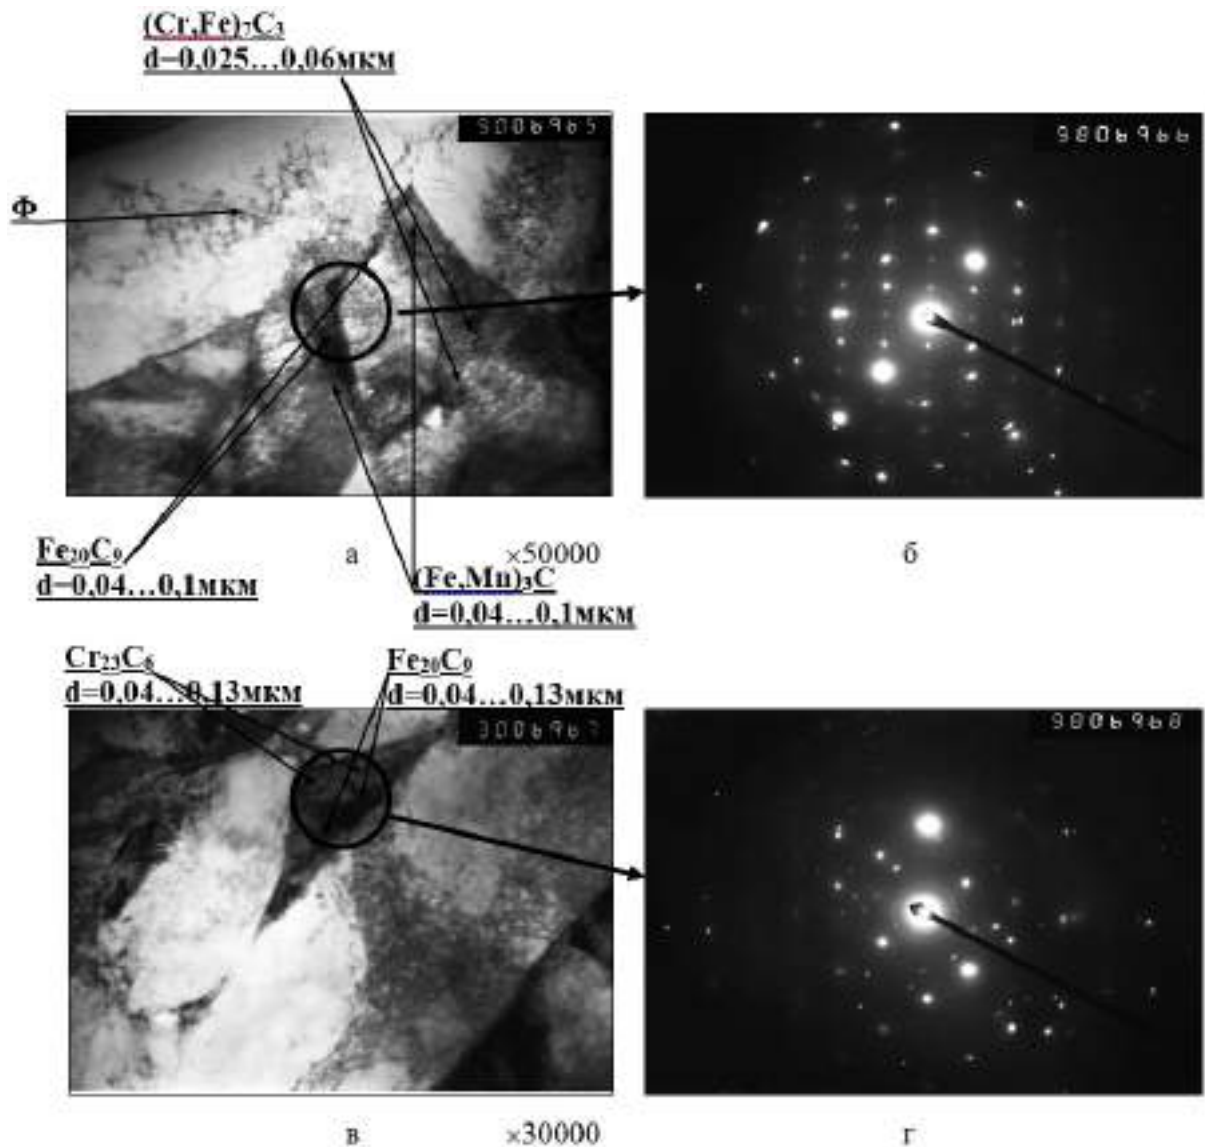 (Cr,Fe)₇C₃
d=0,025…0,06мкм
Ф
Fe₂₀C₉
d=0,04…0,1мкм
а
×50000
б
(Fe,Mn)₃C
d=0,04…0,1мкм
Cr₂₃C₆
d=0,04…0,13мкм
Fe₂₀C₉
d=0,04…0,13мкм
в
×30000
г